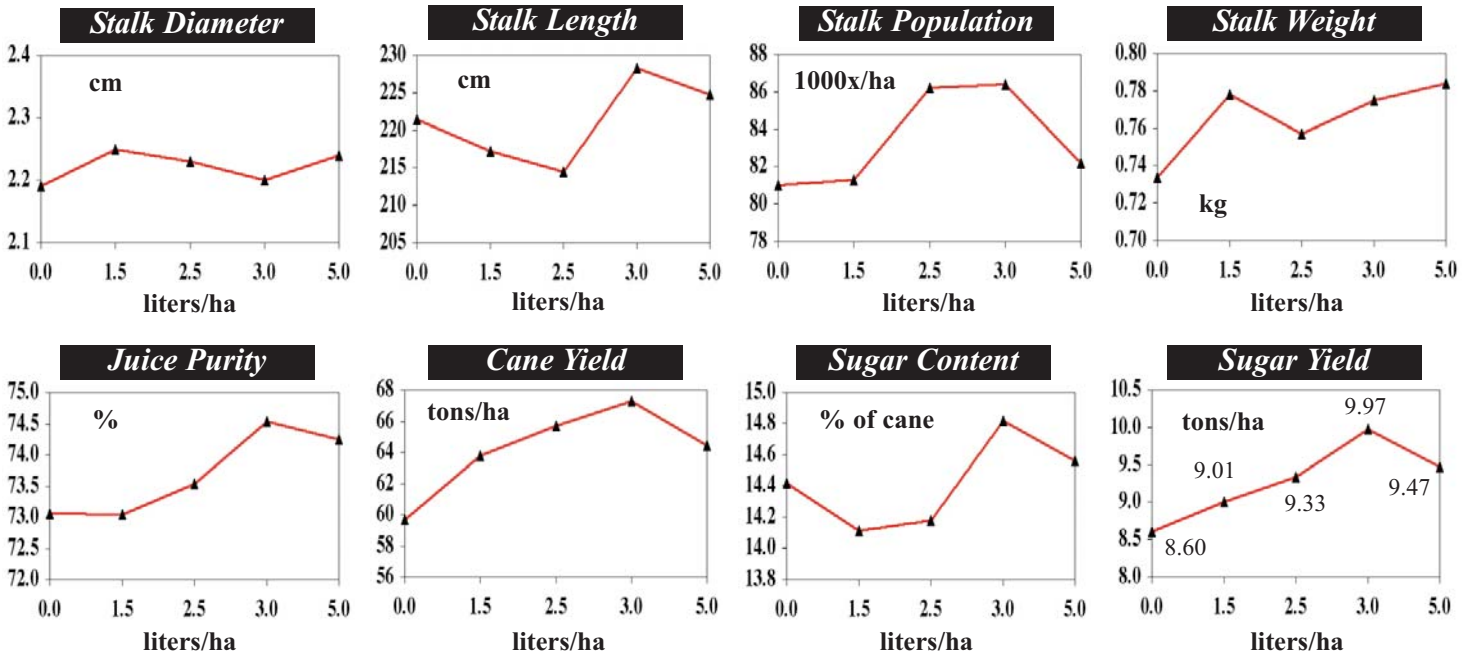 Stalk Diameter
2.4
2.3
2.2
2.1
cm
0.0 1.5 2.5 3.0 5.0
liters/ha
Stalk Length
230
225
220
215
210
205
cm
0.0 1.5 2.5 3.0 5.0
liters/ha
Stalk Population
88
86
84
82
80
78
1000x/ha
0.0 1.5 2.5 3.0 5.0
liters/ha
Stalk Weight
0.80
0.78
0.76
0.74
0.72
0.70
kg
0.0 1.5 2.5 3.0 5.0
liters/ha
Juice Purity
75.0
74.5
74.0
73.5
73.0
72.5
72.0
%
0.0 1.5 2.5 3.0 5.0
liters/ha
Cane Yield
68
66
64
62
60
58
56
tons/ha
0.0 1.5 2.5 3.0 5.0
liters/ha
Sugar Content
15.0
14.8
14.6
14.4
14.2
14.0
13.8
% of cane
0.0 1.5 2.5 3.0 5.0
liters/ha
Sugar Yield
10.5
10.0
9.5
9.0
8.5
8.0
tons/ha
8.60
9.01
9.33
9.97
9.47
0.0 1.5 2.5 3.0 5.0
liters/ha